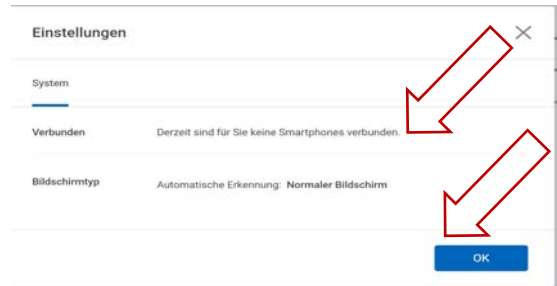 Einstellungen
System
Verbunden Derzeit sind für Sie keine Smartphones verbunden.
Bildschirmtyp Automatische Erkennung: Normaler Bildschirm
OK